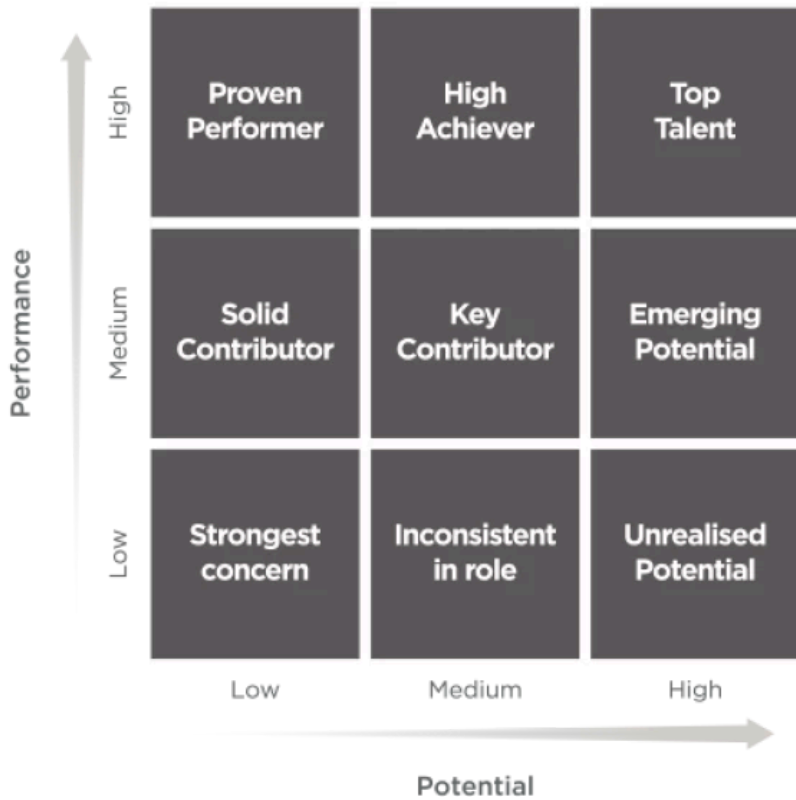 Performance
High
Proven
Performer
High
Achiever
Top
Talent
Medium
Solid
Contributor
Key
Contributor
Emerging
Potential
Low
Strongest
concern
Inconsistent
in role
Unrealised
Potential
Low
Medium
High
Potential